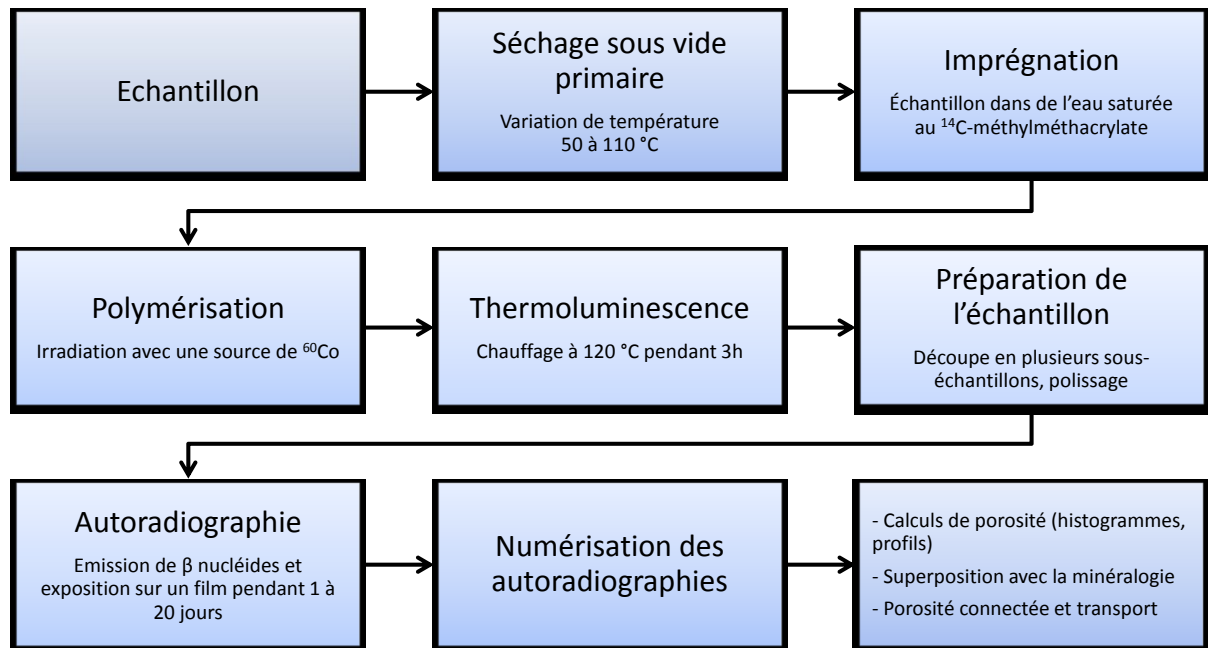 Echantillon
Séchage sous vide
primaire
Variation de température
50 à 110 °C
Imprégnation
Échantillon dans de l'eau saturée
au ¹⁴C-méthylméthacrylate
Polymérisation
Irradiation avec une source de ⁶⁰Co
Thermoluminescence
Chauffage à 120 °C pendant 3h
Préparation de
l'échantillon
Découpe en plusieurs sous-
échantillons, polissage
Autoradiographie
Emission de β nucléides et
exposition sur un film pendant 1 à
20 jours
Numérisation des
autoradiographies
- Calculs de porosité (histogrammes,
profils)
- Superposition avec la minéralogie
- Porosité connectée et transport